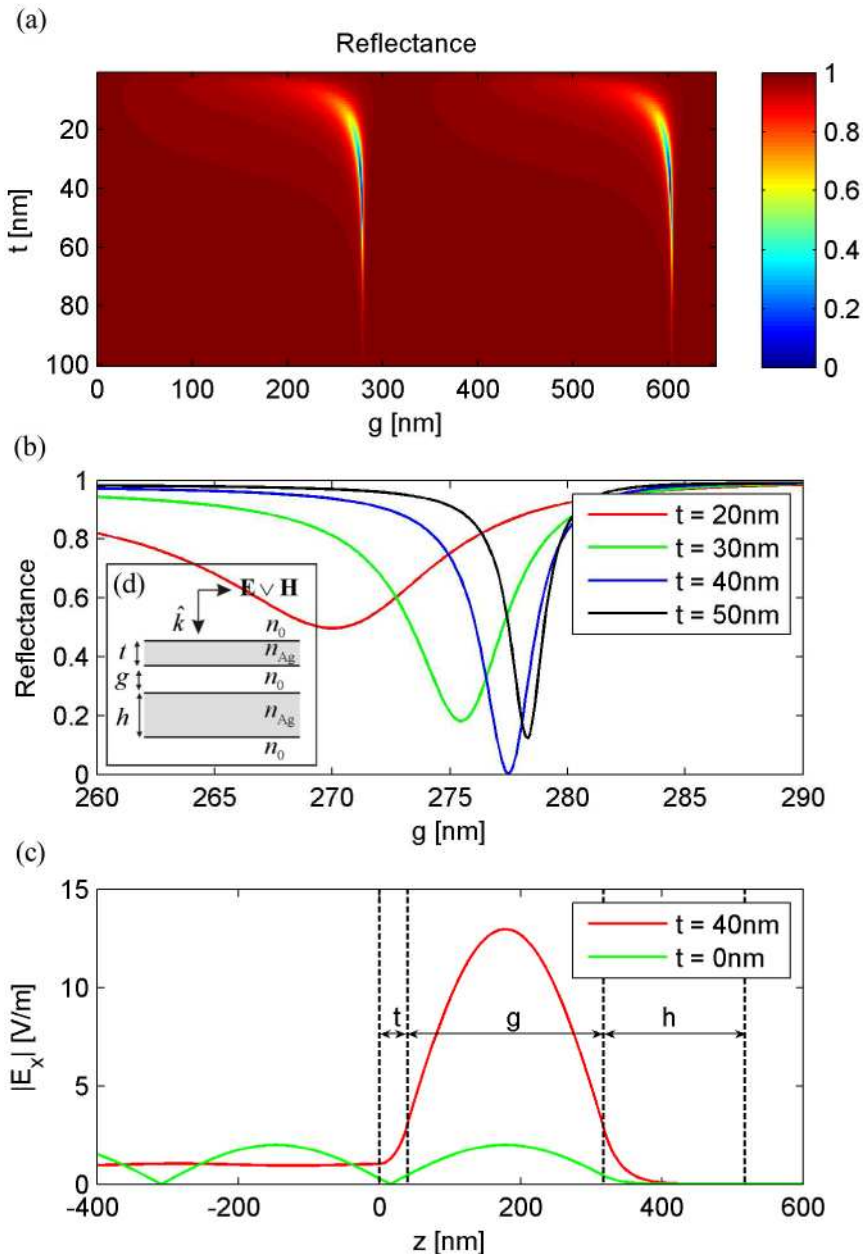 (a)
Reflectance
t [nm]
20
40
60
80
100
0 100 200 300 400 500 600
g [nm]
1
0.8
0.6
0.4
0.2
0
(b)
Reflectance
1
0.8
0.6
0.4
0.2
0
260 265 270 275 280 285 290
g [nm]
t = 20nm
t = 30nm
t = 40nm
t = 50nm
(d)
E ∨ H
k̂
n₀
t
n_Ag
g
n₀
h
n_Ag
n₀
(c)
|Eₓ| [V/m]
15
10
5
0
-400 -200 0 200 400 600
z [nm]
t = 40nm
t = 0nm
t
g
h